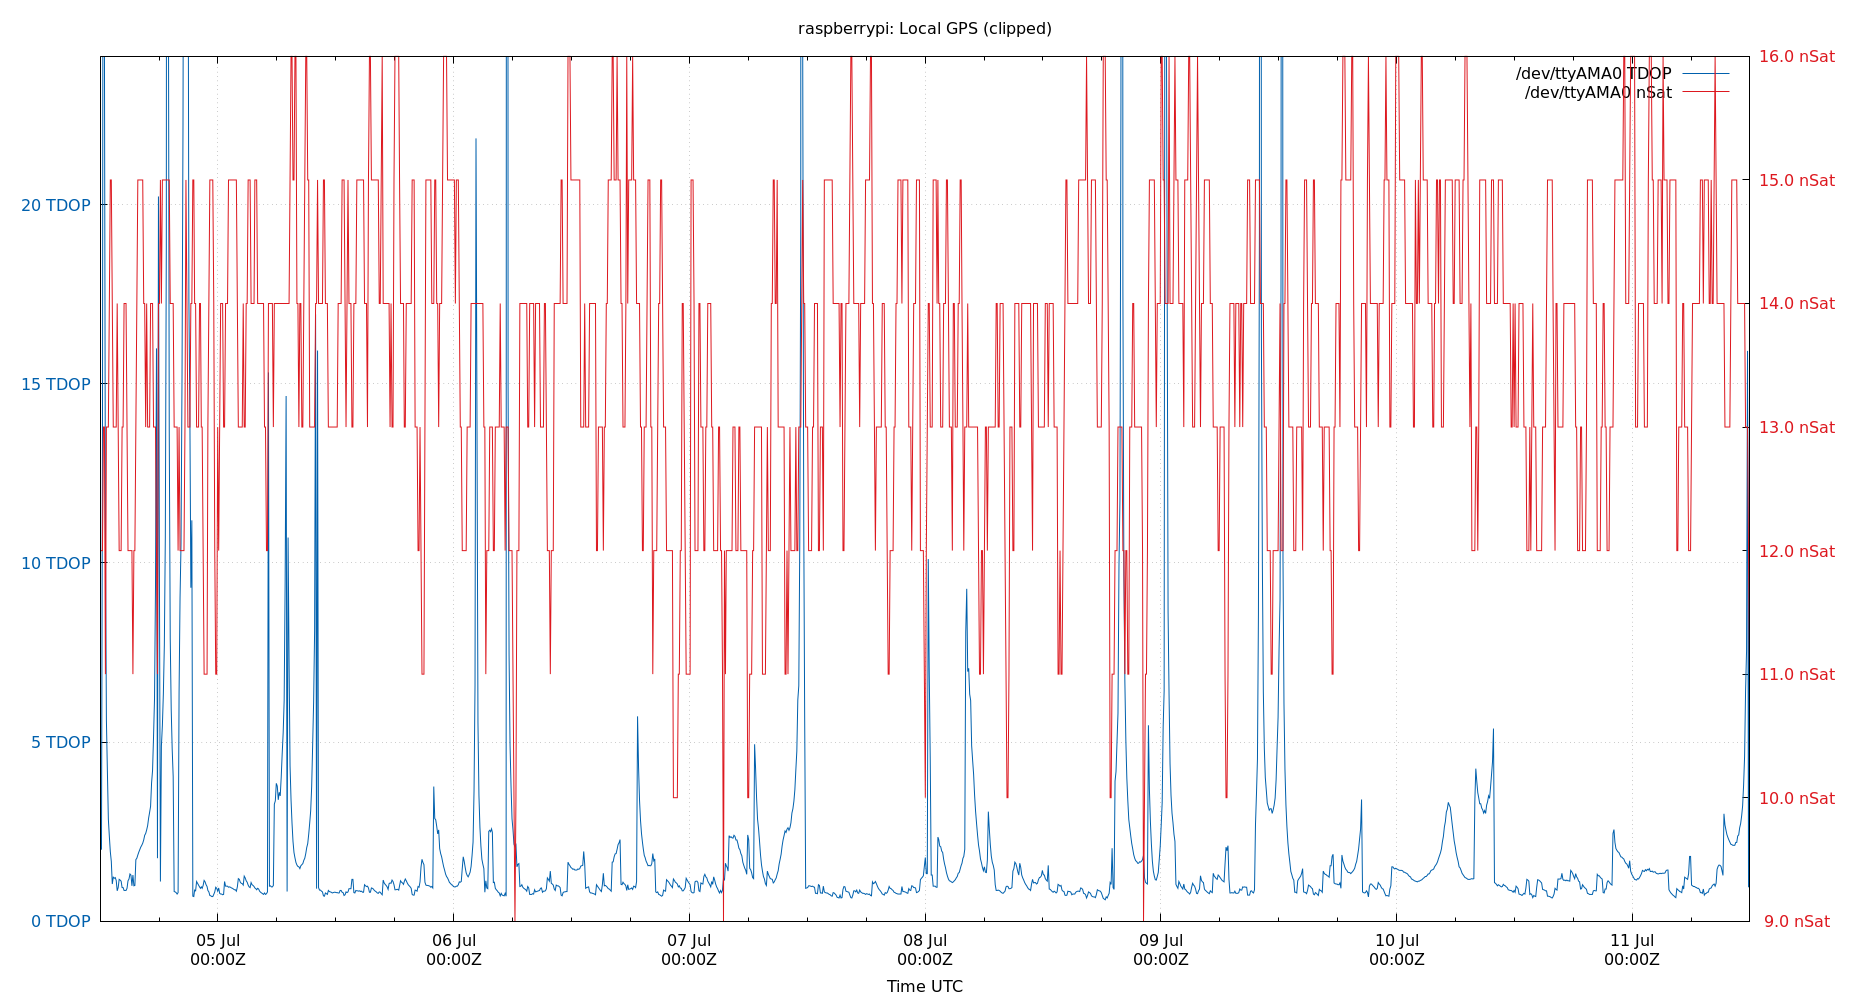 raspberrypi: Local GPS (clipped)
16.0 nSat
/dev/ttyAMA0 TDOP
/dev/ttyAMA0 nSat
15.0 nSat
20 TDOP
14.0 nSat
15 TDOP
13.0 nSat
12.0 nSat
10 TDOP
11.0 nSat
5 TDOP
10.0 nSat
0 TDOP
9.0 nSat
05 Jul 06 Jul 07 Jul 08 Jul 09 Jul 10 Jul 11 Jul
00:00Z 00:00Z 00:00Z 00:00Z 00:00Z 00:00Z 00:00Z
Time UTC